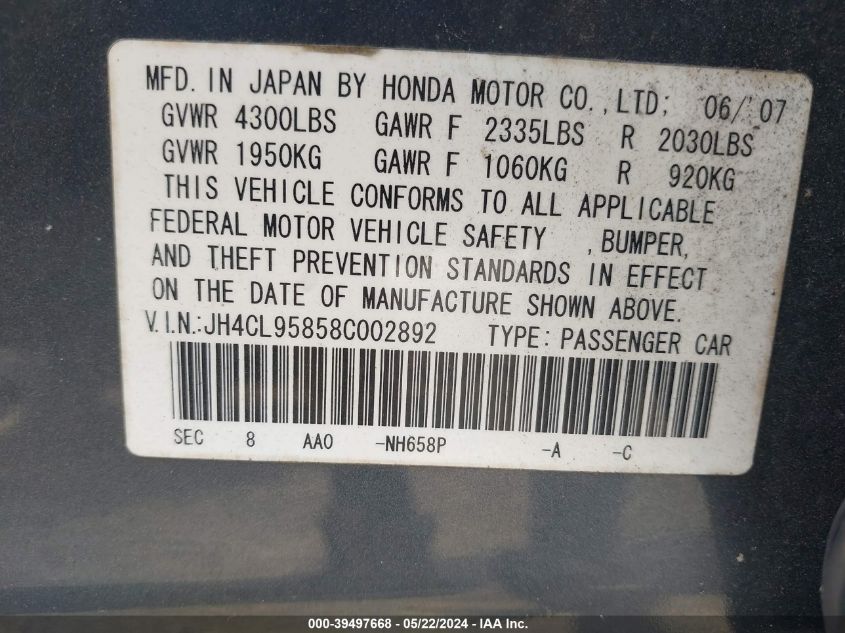 MFD. IN JAPAN BY HONDA MOTOR CO., LTD; 06/ 07
GVWR 4300LBS GAWR F 2335LBS R 2030LBS
GVWR 1950KG GAWR F 1060KG R 920KG
THIS VEHICLE CONFORMS TO ALL APPLICABLE
FEDERAL MOTOR VEHICLE SAFETY , BUMPER,
AND THEFT PREVENTION STANDARDS IN EFFECT
ON THE DATE OF MANUFACTURE SHOWN ABOVE.
V.I.N.:JH4CL95858C002892 TYPE: PASSENGER CAR
SEC 8 AAO -NH658P -A -C
000-39497668 - 05/22/2024 - IAA Inc.